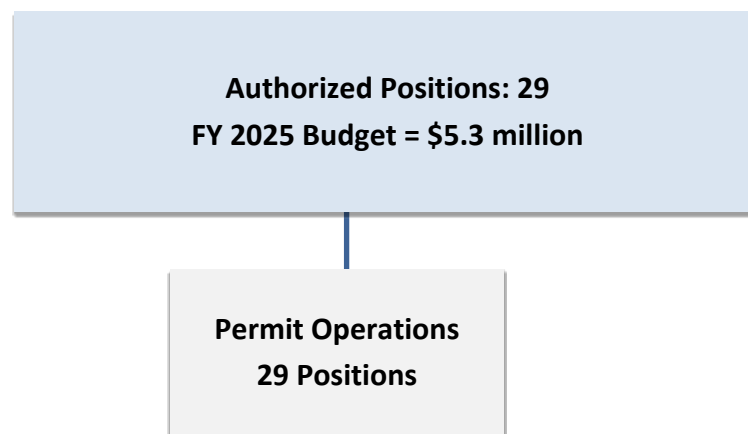 Authorized Positions: 29
FY 2025 Budget = $5.3 million
Permit Operations
29 Positions